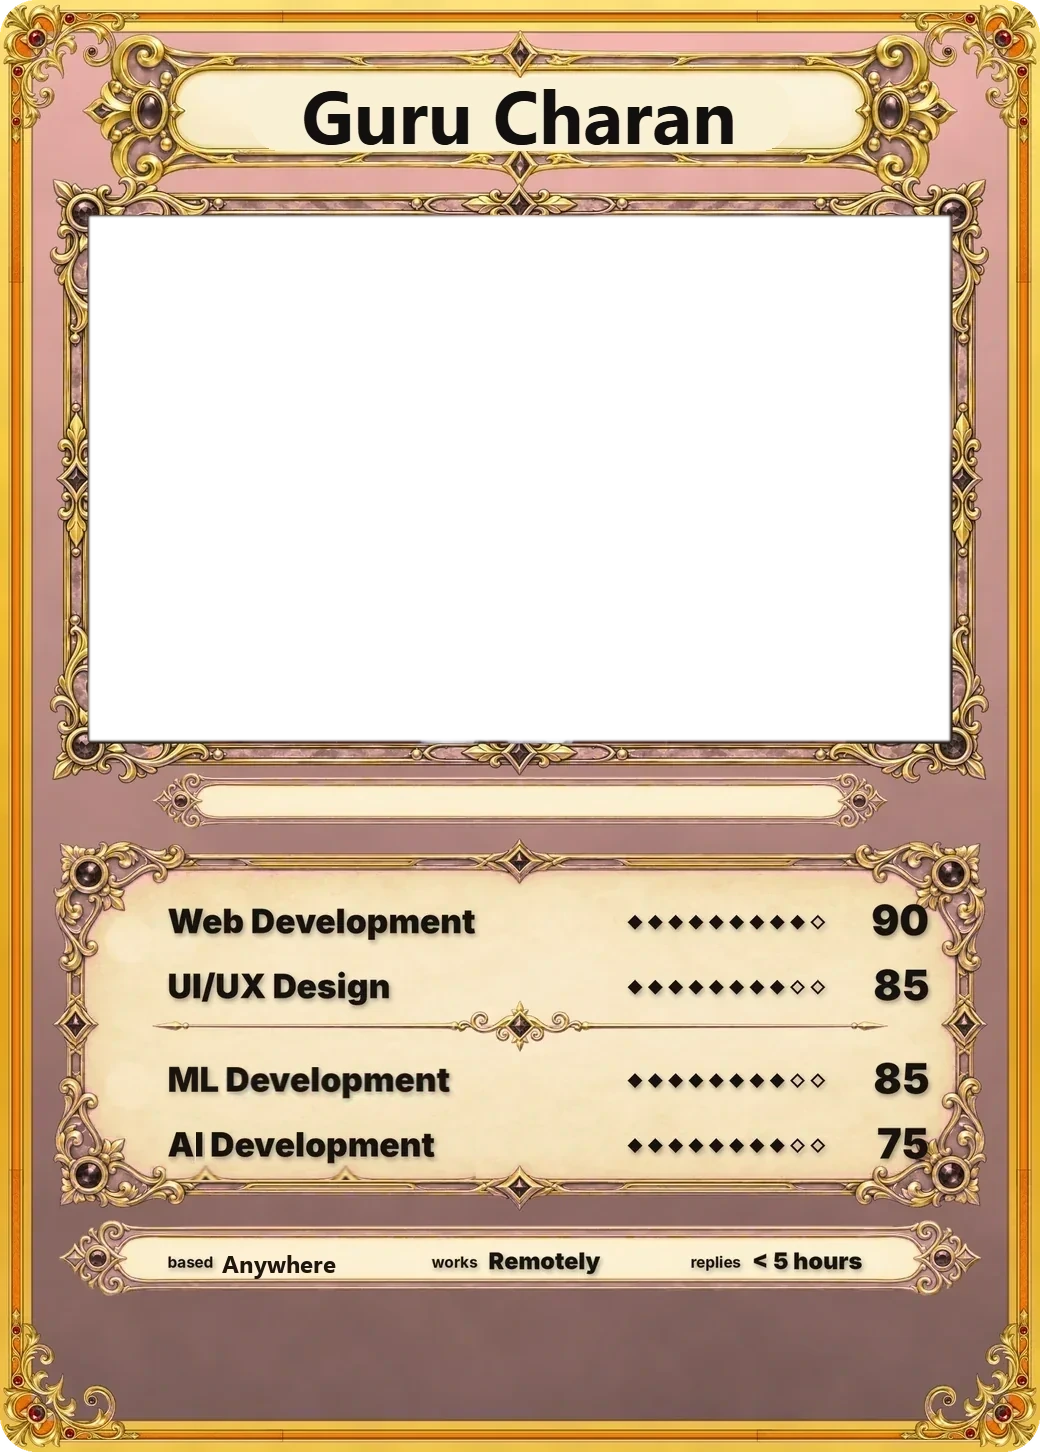 Guru Charan
Web Development ◆◆◆◆◆◆◆◆◆◇ 90
UI/UX Design ◆◆◆◆◆◆◆◆◇◇ 85
ML Development ◆◆◆◆◆◆◆◆◇◇ 85
AI Development ◆◆◆◆◆◆◆◆◇◇ 75
based Anywhere works Remotely replies < 5 hours